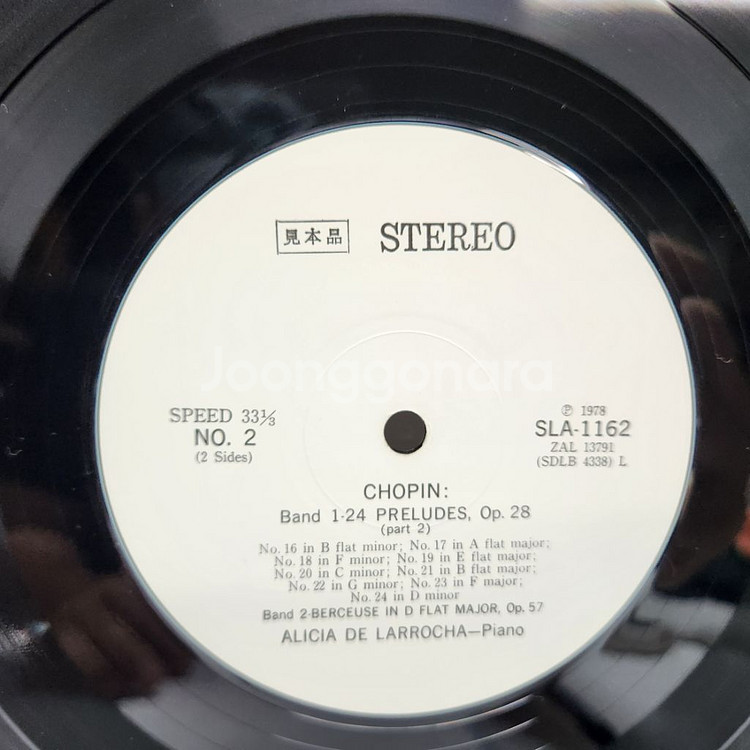 見本品 STEREO
Joonggonara
SPEED 33⅓
NO. 2
(2 Sides)
℗ 1978
SLA-1162
ZAL 13791
(SDLB 4338) L
CHOPIN:
Band 1-24 PRELUDES, Op. 28
(part 2)
No. 16 in B flat minor; No. 17 in A flat major;
No. 18 in F minor; No. 19 in E flat major;
No. 20 in C minor; No. 21 in B flat major;
No. 22 in G minor; No. 23 in F major;
No. 24 in D minor
Band 2-BERCEUSE IN D FLAT MAJOR, Op. 57
ALICIA DE LARROCHA—Piano